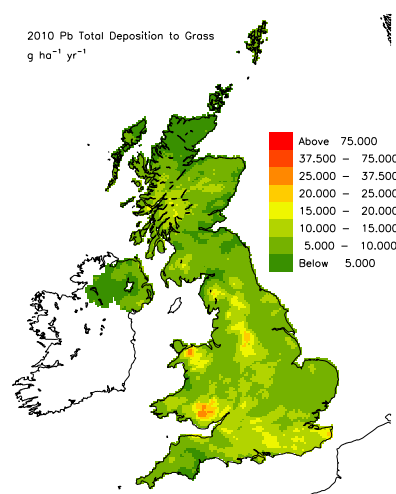 2010 Pb Total Deposition to Grass
g ha⁻¹ yr⁻¹
Above 75.000
37.500 – 75.000
25.000 – 37.500
20.000 – 25.000
15.000 – 20.000
10.000 – 15.000
5.000 – 10.000
Below 5.000